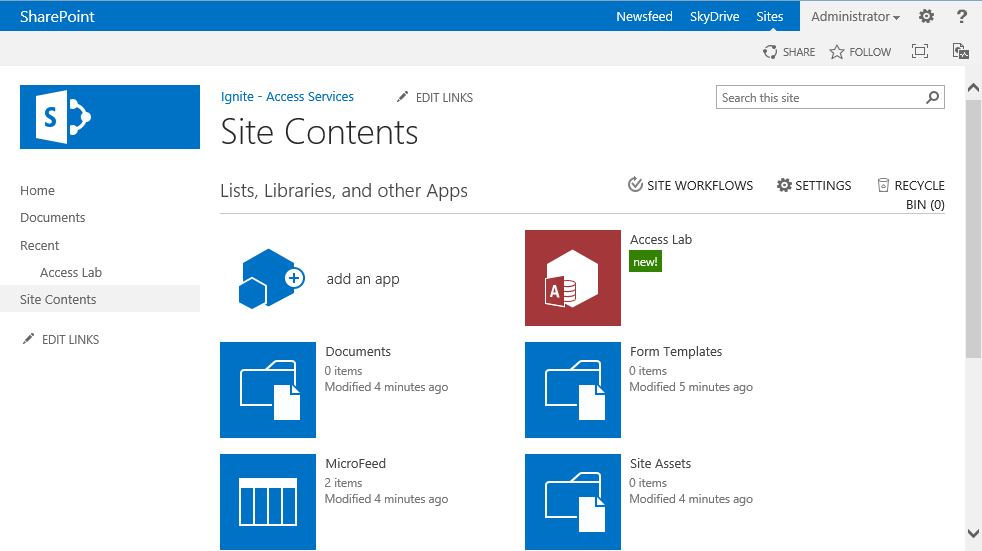 SharePoint
Newsfeed SkyDrive Sites Administrator ?
SHARE FOLLOW
S
Ignite - Access Services EDIT LINKS
Search this site
Site Contents
Home
Documents
Recent
Access Lab
Site Contents
EDIT LINKS
Lists, Libraries, and other Apps
SITE WORKFLOWS SETTINGS RECYCLE
BIN (0)
add an app
A
Access Lab
new!
Documents
0 items
Modified 4 minutes ago
Form Templates
0 items
Modified 5 minutes ago
MicroFeed
2 items
Modified 4 minutes ago
Site Assets
0 items
Modified 4 minutes ago